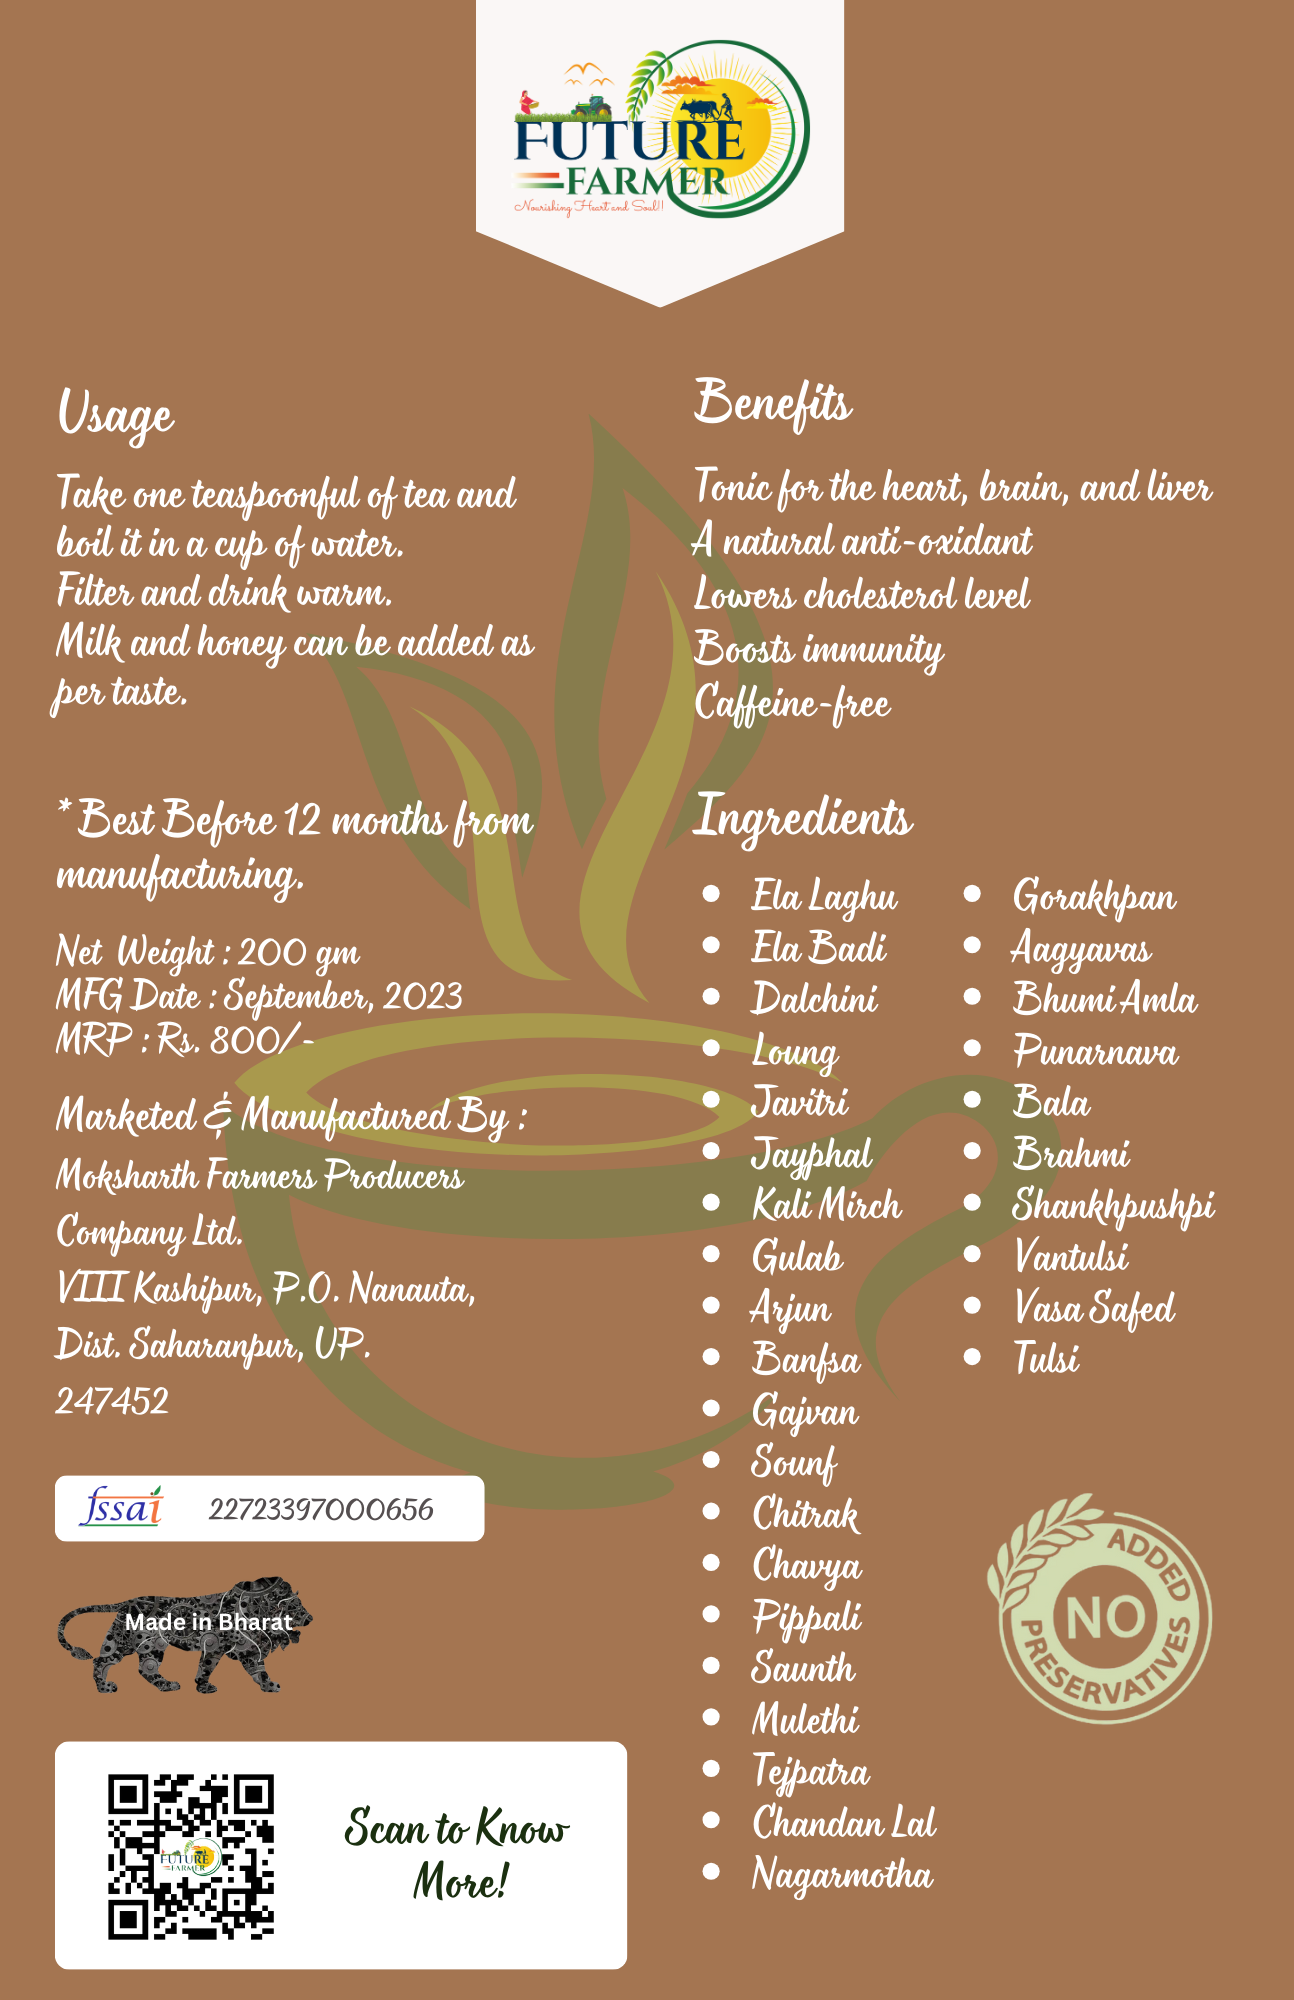 FUTURE
FARMER
Nourishing Heart and Soul!!
Usage
Take one teaspoonful of tea and
boil it in a cup of water.
Filter and drink warm.
Milk and honey can be added as
per taste.
*Best Before 12 months from
manufacturing.
Net Weight : 200 gm
MFG Date : September, 2023
MRP : Rs. 800/-
Marketed & Manufactured By :
Moksharth Farmers Producers
Company Ltd.
VIII Kashipur, P.O. Nanauta,
Dist. Saharanpur, UP.
247452
fssai 22723397000656
Made in Bharat
FUTURE
FARMER
Scan to Know
More!
Benefits
Tonic for the heart, brain, and liver
A natural anti-oxidant
Lowers cholesterol level
Boosts immunity
Caffeine-free
Ingredients
Ela Laghu
Ela Badi
Dalchini
Loung
Javitri
Jayphal
Kali Mirch
Gulab
Arjun
Banfsa
Gajvan
Sounf
Chitrak
Chavya
Pippali
Saunth
Mulethi
Tejpatra
Chandan Lal
Nagarmotha
Gorakhpan
Aagyavas
Bhumi Amla
Punarnava
Bala
Brahmi
Shankhpushpi
Vantulsi
Vasa Safed
Tulsi
NO
ADDED
PRESERVATIVES